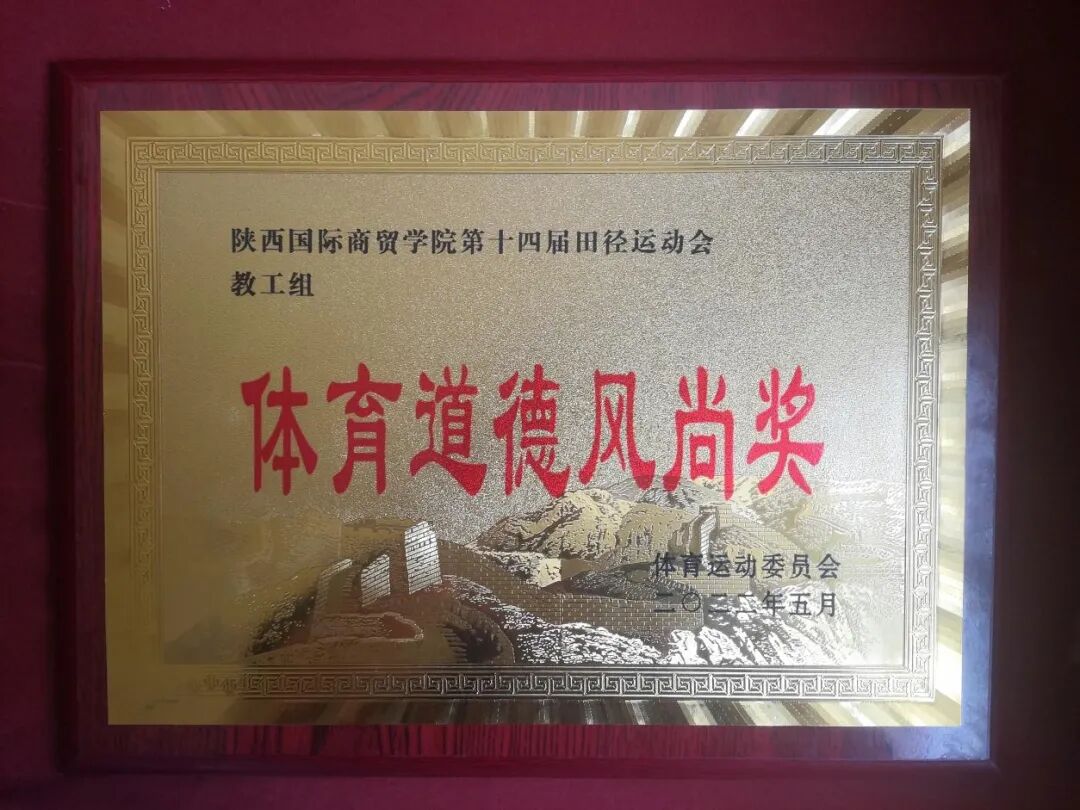 陕西国际商贸学院第十四届田径运动会
教工组
体育道德风尚奖
体育运动委员会
二〇二二年五月